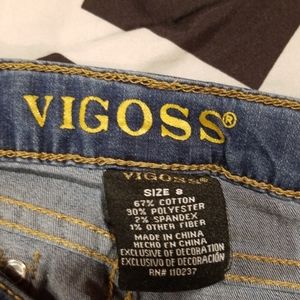 VIGOSS®
VIGOSS®
SIZE 8
67% COTTON
30% POLYESTER
2% SPANDEX
1% OTHER FIBER
MADE IN CHINA
HECHO EN CHINA
EXCLUSIVE OF DECORATION
EXCLUSIVO DE DECORACIÓN
RN# 110237